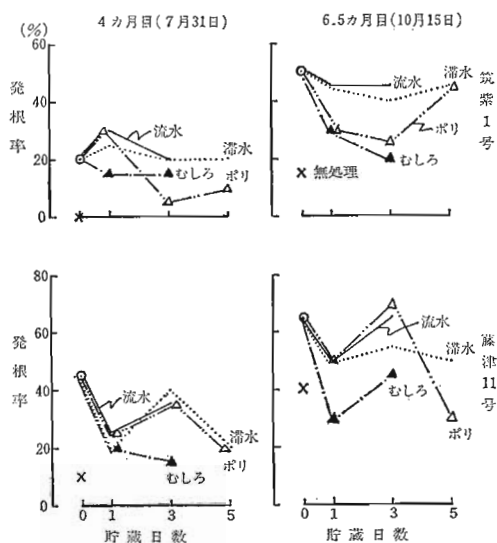 4カ月目(7月31日)
6.5カ月目(10月15日)
(%)
60
40
20
0
発根率
流水
滞水
むしろ
ポリ
流水
滞水
ポリ
むしろ
×無処理
筑紫1号
80
60
40
20
0
発根率
流水
滞水
ポリ
むしろ
流水
滞水
むしろ
ポリ
藤津11号
0 1 3 5
貯蔵日数
0 1 3 5
貯蔵日数